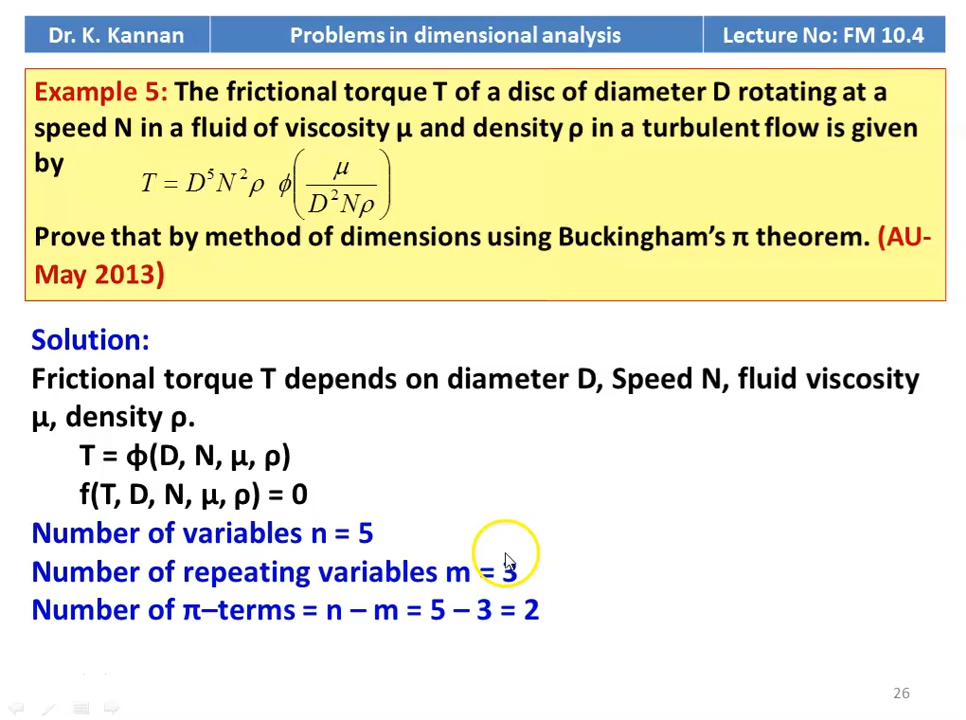 Dr. K. Kannan Problems in dimensional analysis Lecture No: FM 10.4
Example 5: The frictional torque T of a disc of diameter D rotating at a
speed N in a fluid of viscosity μ and density ρ in a turbulent flow is given
by
T = D⁵ N² ρ ϕ(μ / D² N ρ)
Prove that by method of dimensions using Buckingham's π theorem. (AU-
May 2013)
Solution:
Frictional torque T depends on diameter D, Speed N, fluid viscosity
μ, density ρ.
T = ϕ(D, N, μ, ρ)
f(T, D, N, μ, ρ) = 0
Number of variables n = 5
Number of repeating variables m = 3
Number of π–terms = n – m = 5 – 3 = 2
26